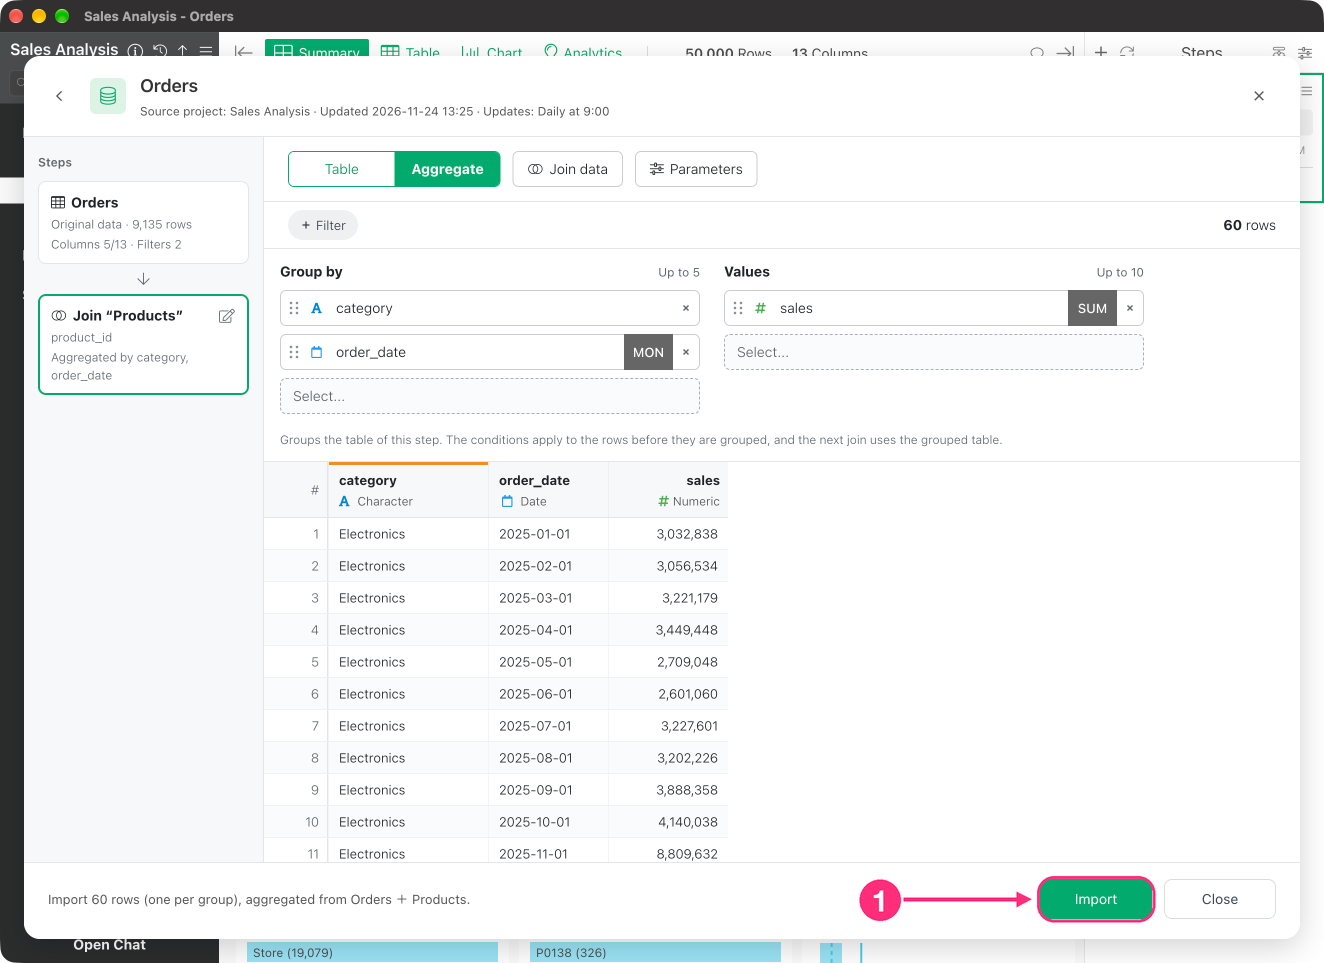 Sales Analysis - Orders
Sales Analysis
Summary
Table
Chart
Analytics
50,000 Rows
13 Columns
Steps
Orders
Source project: Sales Analysis · Updated 2026-11-24 13:25 · Updates: Daily at 9:00
Steps
Orders
Original data · 9,135 rows
Columns 5/13 · Filters 2
Join “Products”
product_id
Aggregated by category,
order_date
Table
Aggregate
Join data
Parameters
+ Filter
60 rows
Group by
Up to 5
A category ×
order_date MON ×
Select...
Values
Up to 10
# sales SUM ×
Select...
Groups the table of this step. The conditions apply to the rows before they are grouped, and the next join uses the grouped table.
# category order_date sales
A Character Date # Numeric
1 Electronics 2025-01-01 3,032,838
2 Electronics 2025-02-01 3,056,534
3 Electronics 2025-03-01 3,221,179
4 Electronics 2025-04-01 3,449,448
5 Electronics 2025-05-01 2,709,048
6 Electronics 2025-06-01 2,601,060
7 Electronics 2025-07-01 3,227,601
8 Electronics 2025-08-01 3,202,226
9 Electronics 2025-09-01 3,888,358
10 Electronics 2025-10-01 4,140,038
11 Electronics 2025-11-01 8,809,632
Import 60 rows (one per group), aggregated from Orders + Products.
1
Import
Close
Open Chat
Store (19,079)
P0138 (326)